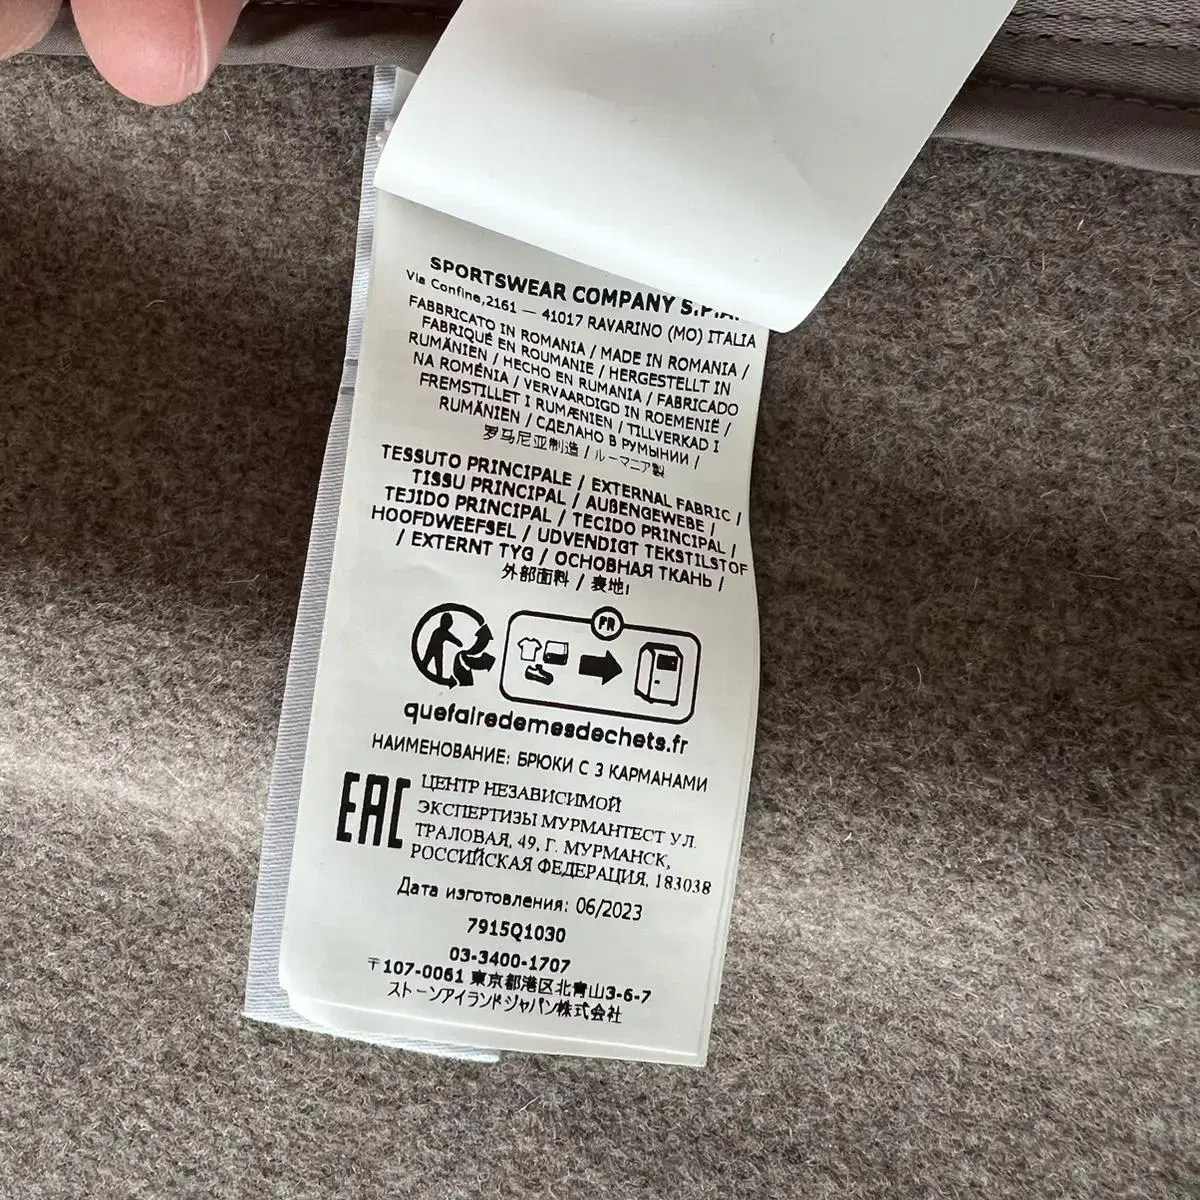 SPORTSWEAR COMPANY S.P.A.
Via Confine,2161 — 41017 RAVARINO (MO) ITALIA
FABBRICATO IN ROMANIA / MADE IN ROMANIA /
FABRIQUÉ EN ROUMANIE / HERGESTELLT IN
RUMÄNIEN / HECHO EN RUMANIA / FABRICADO
NA ROMÉNIA / VERVAARDIGD IN ROEMENIË /
FREMSTILLET I RUMÆNIEN / TILLVERKAD I
RUMÄNIEN / СДЕЛАНО В РУМЫНИИ /
罗马尼亚制造 / ルーマニア製
TESSUTO PRINCIPALE / EXTERNAL FABRIC /
TISSU PRINCIPAL / AUßENGEWEBE /
TEJIDO PRINCIPAL / TECIDO PRINCIPAL /
HOOFDWEEFSEL / UDVENDIGT TEKSTILSTOF
/ EXTERNT TYG / ОСНОВНАЯ ТКАНЬ /
外部面料 / 表地
FR
quefairedemesdechets.fr
НАИМЕНОВАНИЕ: БРЮКИ С 3 КАРМАНАМИ
EAC
ЦЕНТР НЕЗАВИСИМОЙ
ЭКСПЕРТИЗЫ МУРМАНТЕСТ УЛ.
ТРАЛОВАЯ, 49, Г. МУРМАНСК,
РОССИЙСКАЯ ФЕДЕРАЦИЯ, 183038
Дата изготовления: 06/2023
7915Q1030
03-3400-1707
〒107-0061 東京都港区北青山3-6-7
ストーンアイランドジャパン株式会社